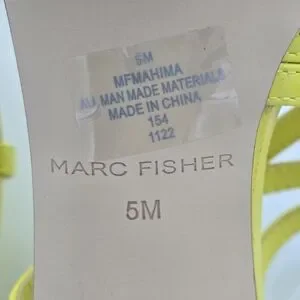 5M
MFMAHIMA
ALL MAN MADE MATERIALS
MADE IN CHINA
154
1122
MARC FISHER
5M